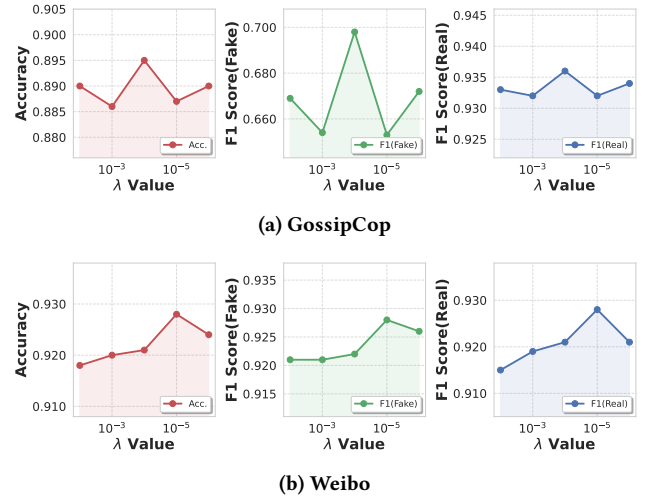 0.905
0.900
0.895
0.890
0.885
0.880
Accuracy
Acc.
10⁻³
10⁻⁵
λ Value
0.700
0.680
0.660
F1 Score(Fake)
F1(Fake)
10⁻³
10⁻⁵
λ Value
0.945
0.940
0.935
0.930
0.925
F1 Score(Real)
F1(Real)
10⁻³
10⁻⁵
λ Value
(a) GossipCop
0.930
0.920
0.910
Accuracy
Acc.
10⁻³
10⁻⁵
λ Value
0.935
0.930
0.925
0.920
0.915
F1 Score(Fake)
F1(Fake)
10⁻³
10⁻⁵
λ Value
0.930
0.920
0.910
F1 Score(Real)
F1(Real)
10⁻³
10⁻⁵
λ Value
(b) Weibo